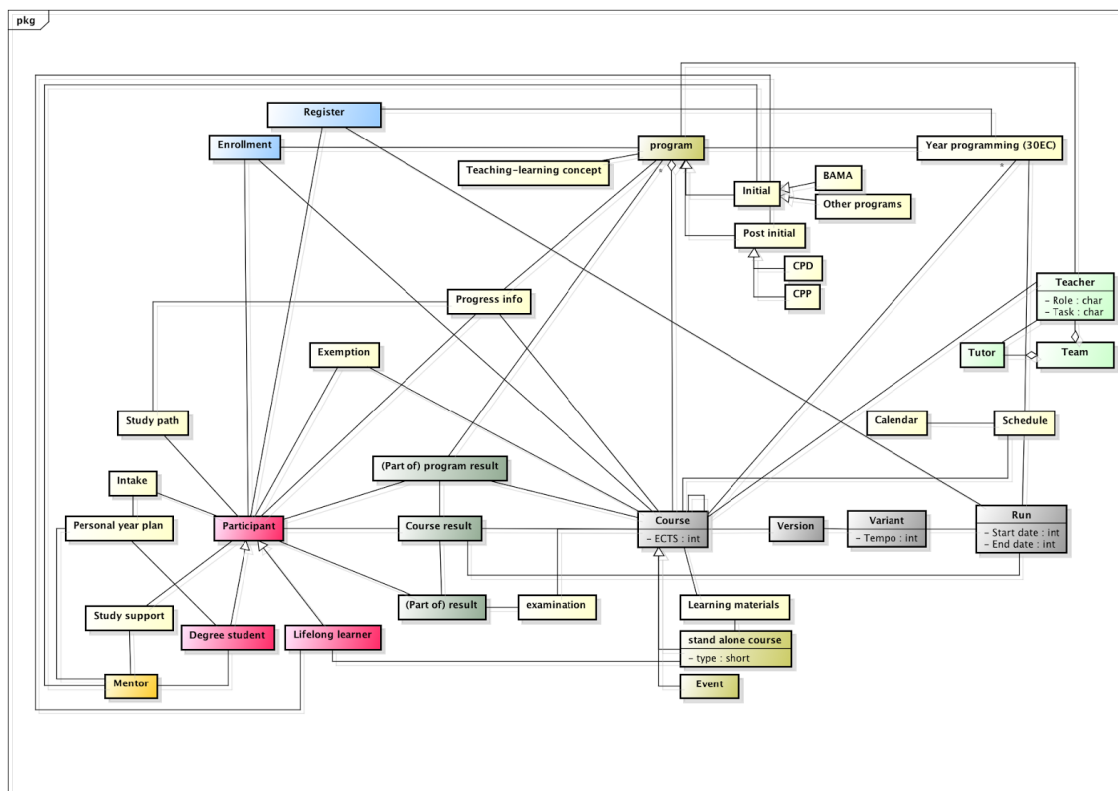 pkg
Register
Enrollment
program
Year programming (30EC)
Teaching-learning concept
*
*
BAMA
Initial
Other programs
Post initial
CPD
CPP
Progress info
Teacher
- Role : char
- Task : char
Exemption
Tutor
Team
Study path
Calendar
Schedule
(Part of) program result
Intake
Personal year plan
Participant
Course result
Course
- ECTS : int
Version
Variant
- Tempo : int
Run
- Start date : int
- End date : int
Study support
(Part of) result
examination
Learning materials
Degree student
Lifelong learner
stand alone course
- type : short
Mentor
Event